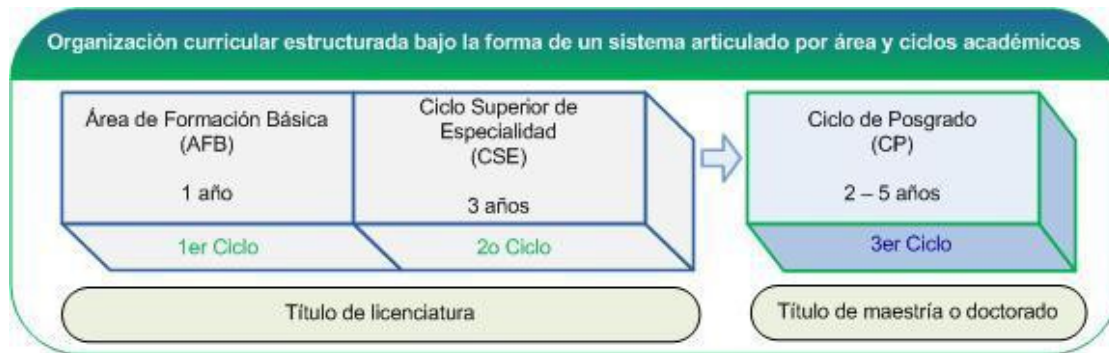 Organización curricular estructurada bajo la forma de un sistema articulado por área y ciclos académicos
Área de Formación Básica
(AFB)
1 año
1er Ciclo
Ciclo Superior de
Especialidad
(CSE)
3 años
2o Ciclo
Ciclo de Posgrado
(CP)
2 – 5 años
3er Ciclo
Título de licenciatura
Título de maestría o doctorado